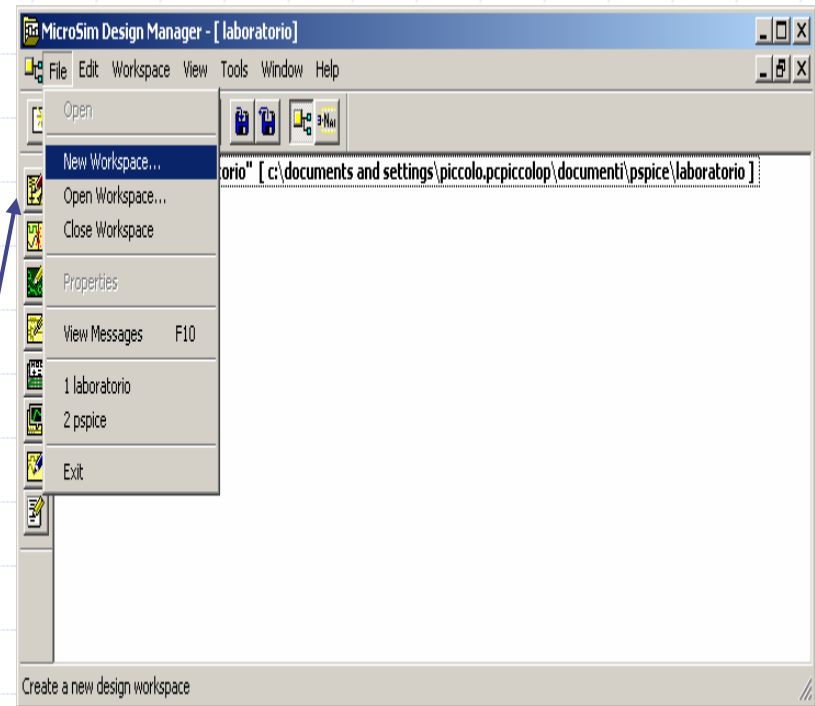 MicroSim Design Manager - [ laboratorio]
File Edit Workspace View Tools Window Help
Open
New Workspace...
orio" [ c:\documents and settings\piccolo.pcpiccolop\documenti\pspice\laboratorio ]
Open Workspace...
Close Workspace
Properties
View Messages F10
1 laboratorio
2 pspice
Exit
Create a new design workspace